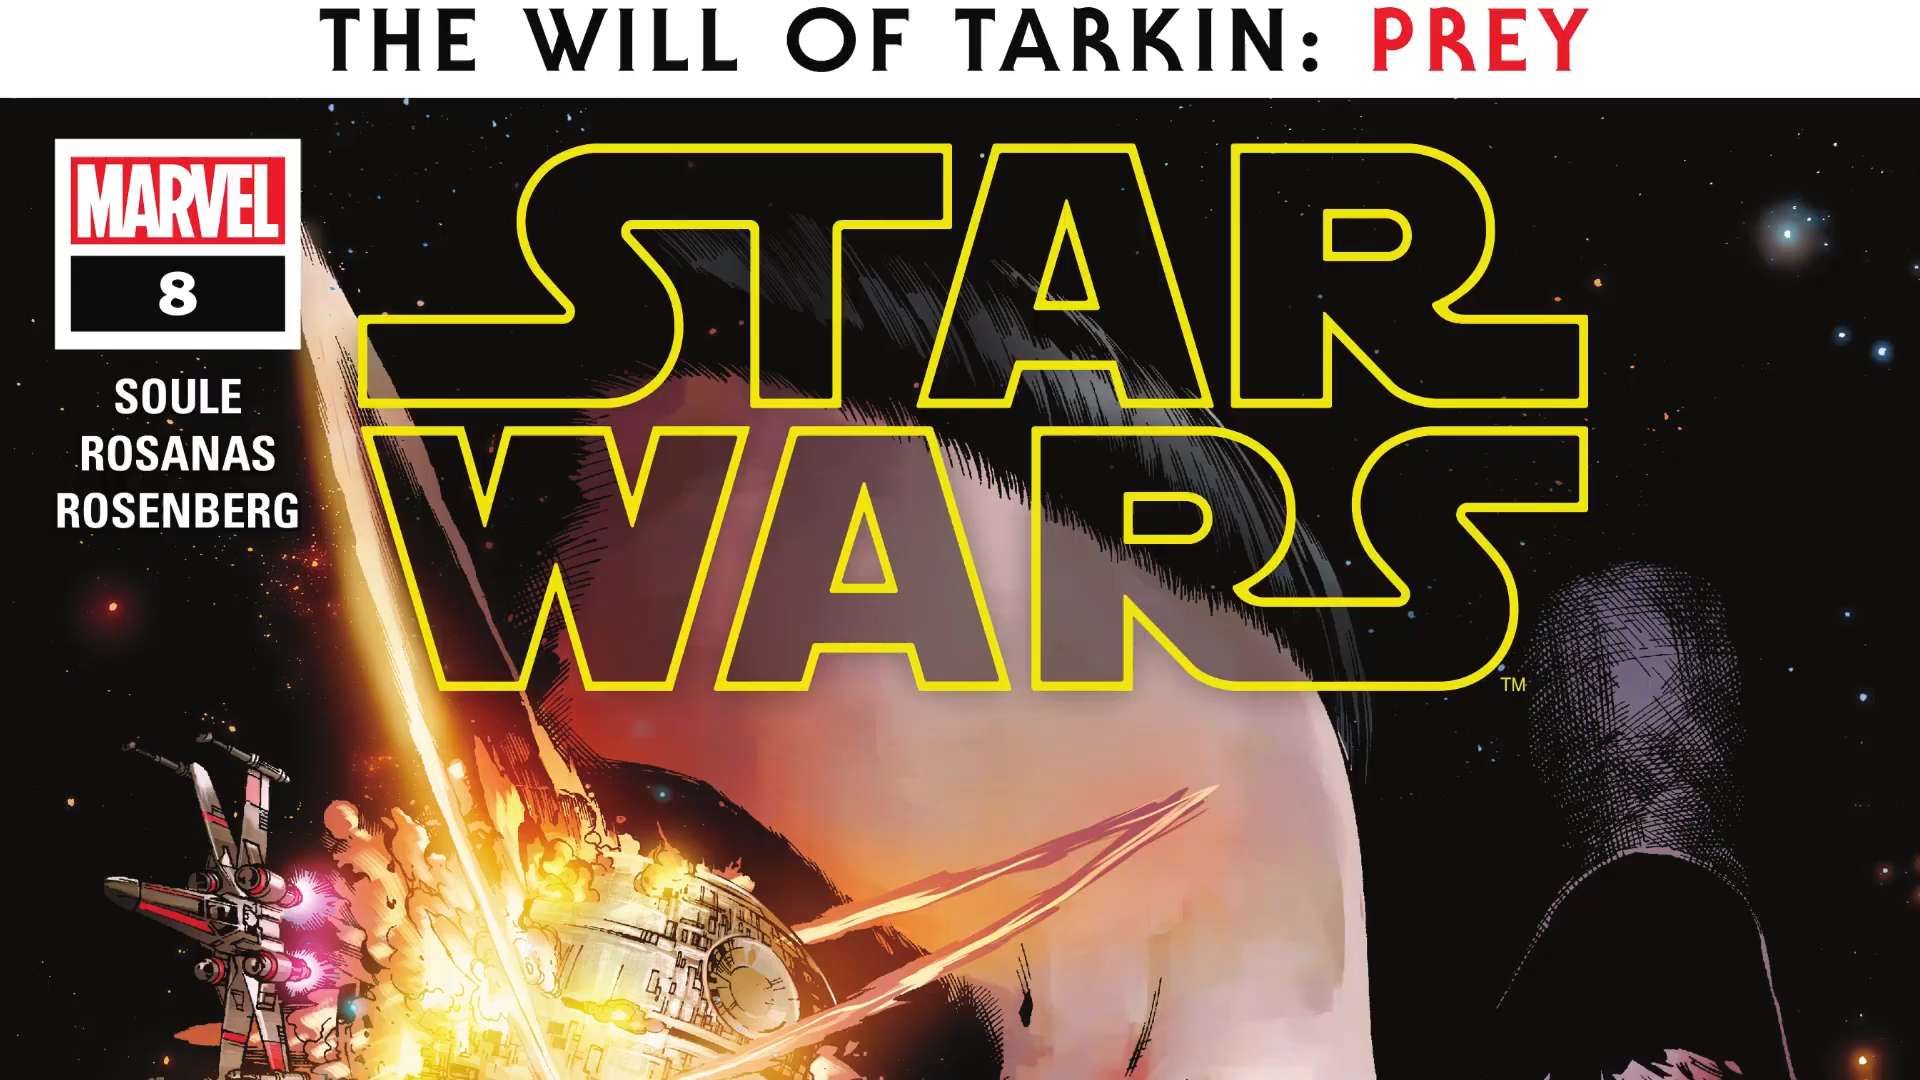 THE WILL OF TARKIN: PREY
MARVEL
8
SOULE
ROSANAS
ROSENBERG
STAR
WARS
TM